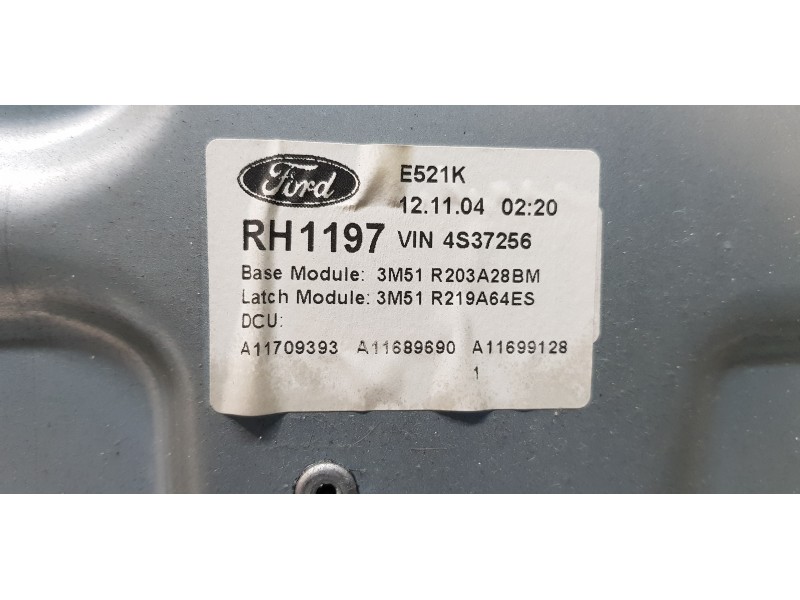 Ford
E521K
12.11.04 02:20
RH1197 VIN 4S37256
Base Module: 3M51 R203A28BM
Latch Module: 3M51 R219A64ES
DCU:
A11709393 A11689690 A11699128
1